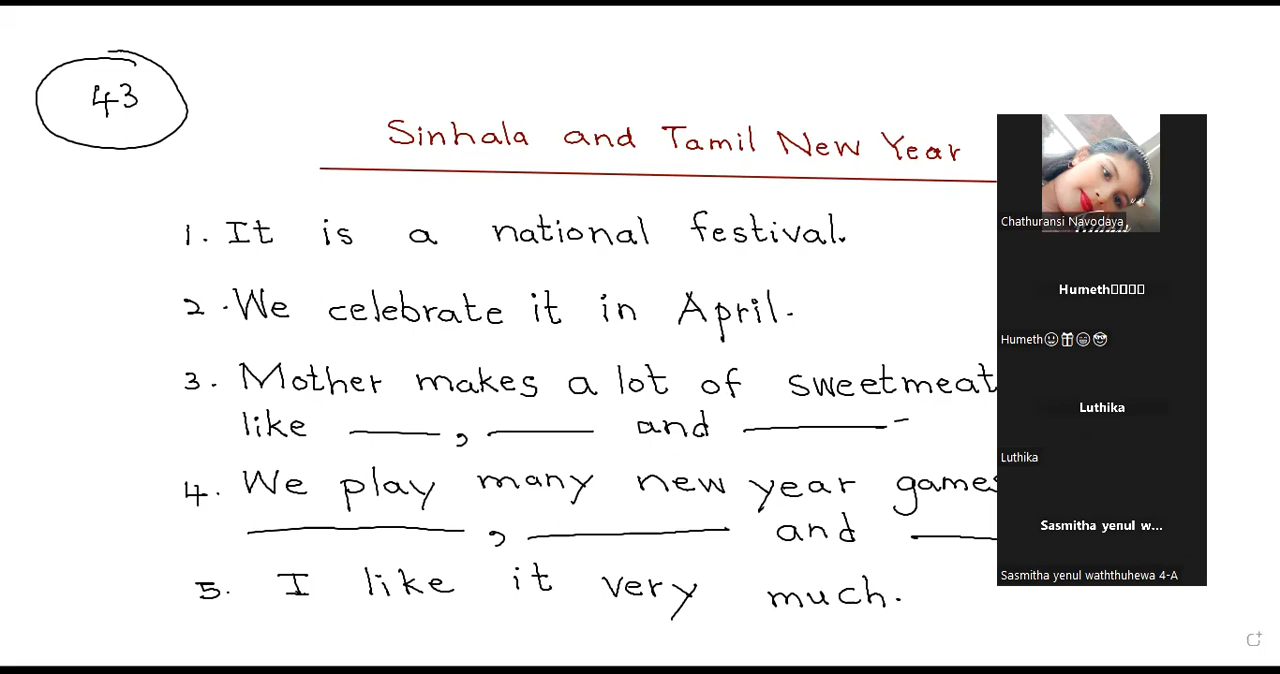 43
Sinhala and Tamil New Year
1. It is a national festival.
2. We celebrate it in April.
3. Mother makes a lot of sweetmeat
like ____, ____ and ____
4. We play many new year games
____, ____ and ____
5. I like it very much.
Chathuransi Navodaya
Humeth▯▯▯▯
Humeth
Luthika
Luthika
Sasmitha yenul w...
Sasmitha yenul waththuhewa 4-A